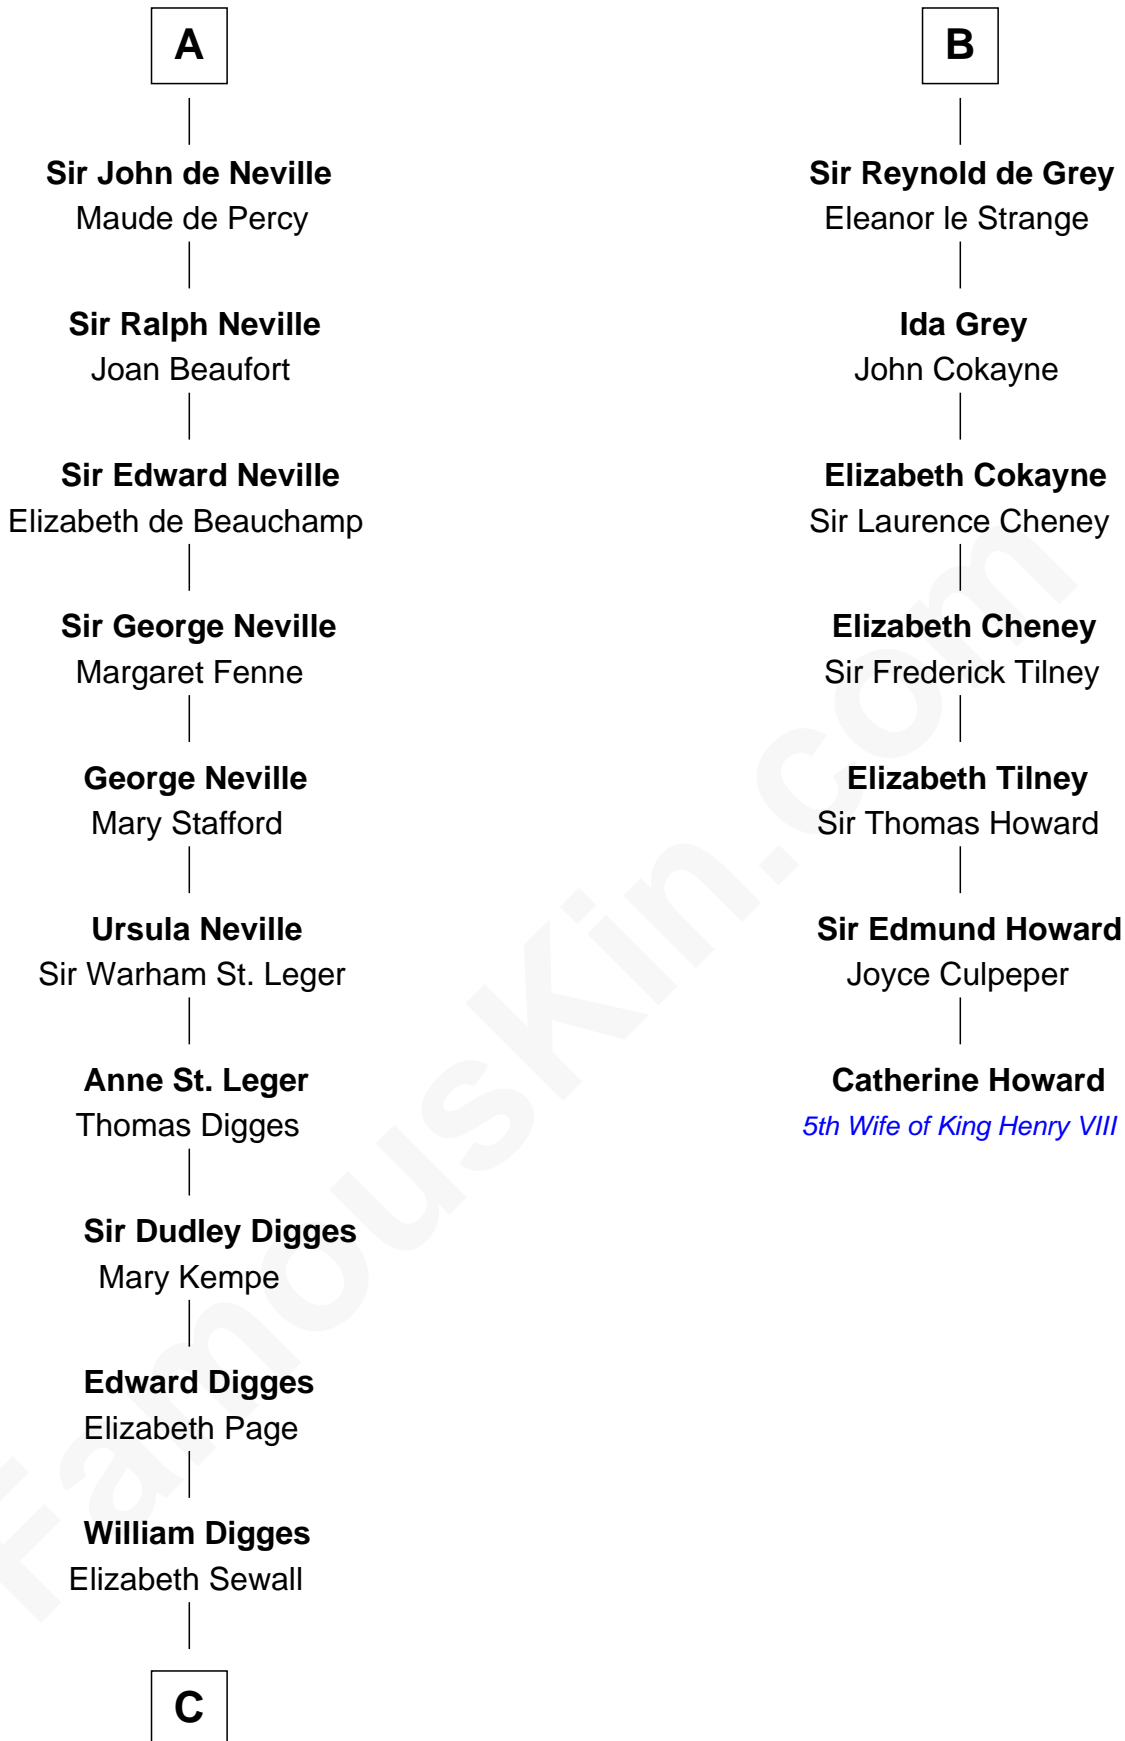 A
Sir John de Neville
Maude de Percy
Sir Ralph Neville
Joan Beaufort
Sir Edward Neville
Elizabeth de Beauchamp
Sir George Neville
Margaret Fenne
George Neville
Mary Stafford
Ursula Neville
Sir Warham St. Leger
Anne St. Leger
Thomas Digges
Sir Dudley Digges
Mary Kempe
Edward Digges
Elizabeth Page
William Digges
Elizabeth Sewall
C
B
Sir Reynold de Grey
Eleanor le Strange
Ida Grey
John Cokayne
Elizabeth Cokayne
Sir Laurence Cheney
Elizabeth Cheney
Sir Frederick Tilney
Elizabeth Tilney
Sir Thomas Howard
Sir Edmund Howard
Joyce Culpeper
Catherine Howard
5th Wife of King Henry VIII
FamousKin.com